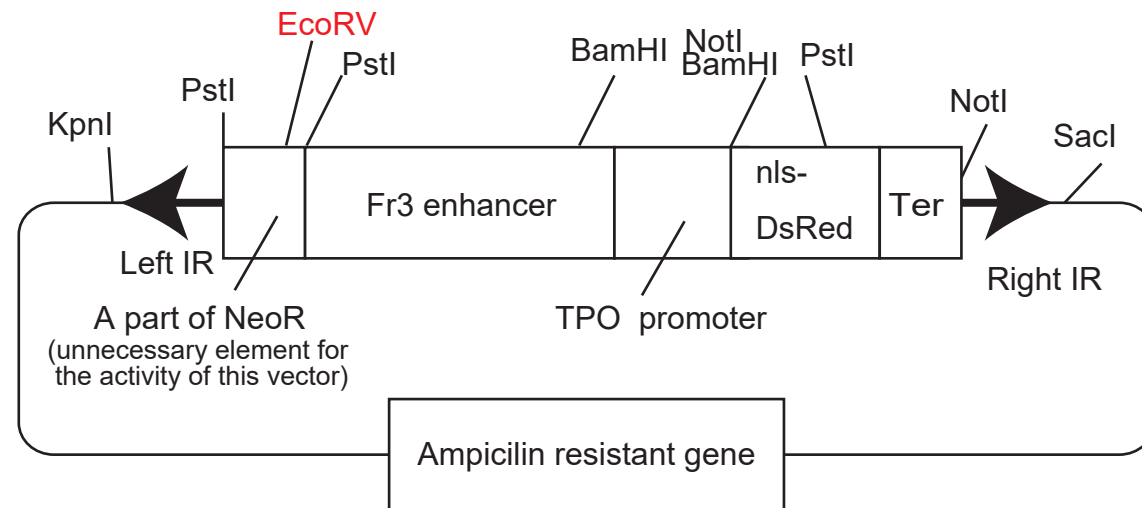 EcoRV
PstI
BamHI
NotI
BamHI
PstI
PstI
NotI
KpnI
SacI
nls-
DsRed
Fr3 enhancer
Ter
Left IR
Right IR
A part of NeoR
(unnecessary element for
the activity of this vector)
TPO promoter
Ampicilin resistant gene